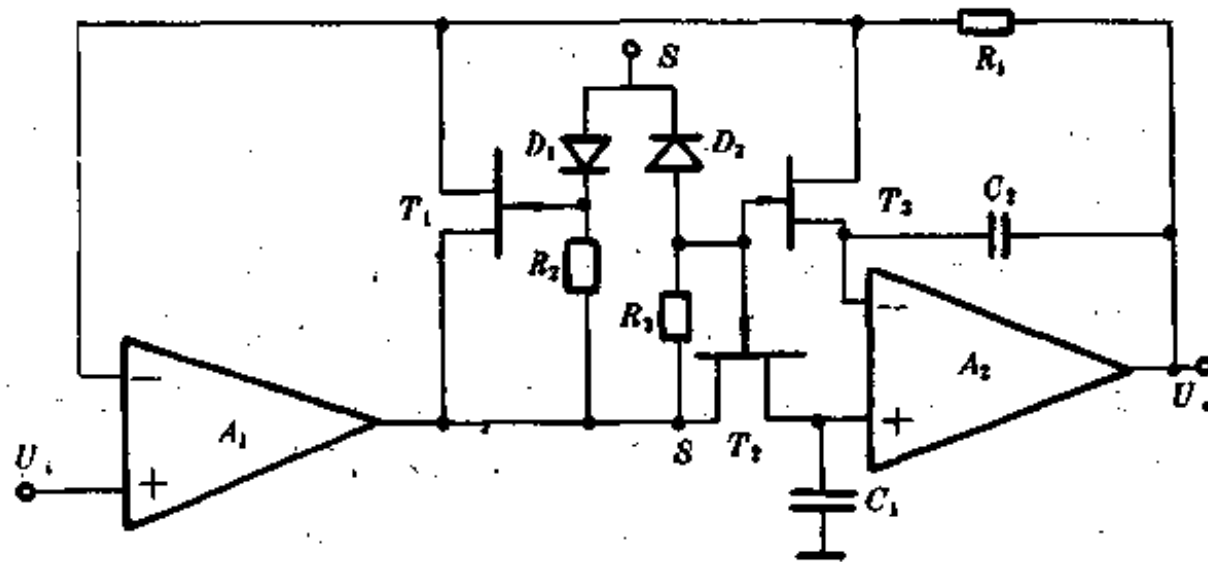 S
R₁
D₁
D₂
T₁
T₃
C₂
R₂
R₃
A₂
A₁
U₀
S
T₂
Uᵢ
C₁
−
+
−
+